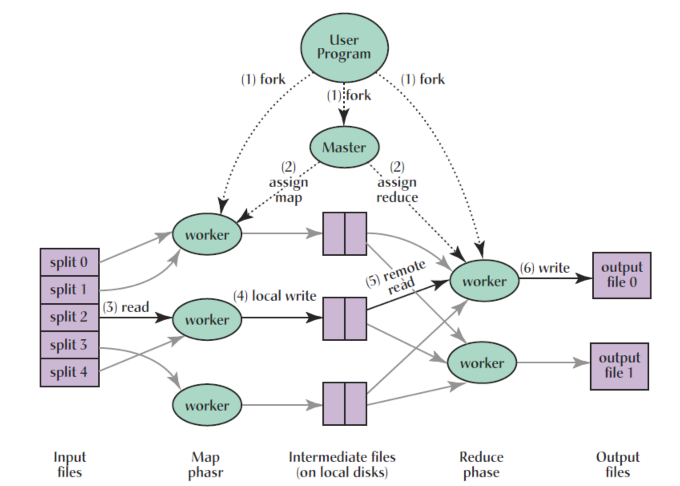 User
Program
(1) fork
(1) fork
(1) fork
Master
(2)
assign
map
(2)
assign
reduce
worker
split 0
split 1
split 2
split 3
split 4
(3) read
worker
(4) local write
(5) remote
read
worker
(6) write
output
file 0
worker
output
file 1
worker
Input
files
Map
phasr
Intermediate files
(on local disks)
Reduce
phase
Output
files